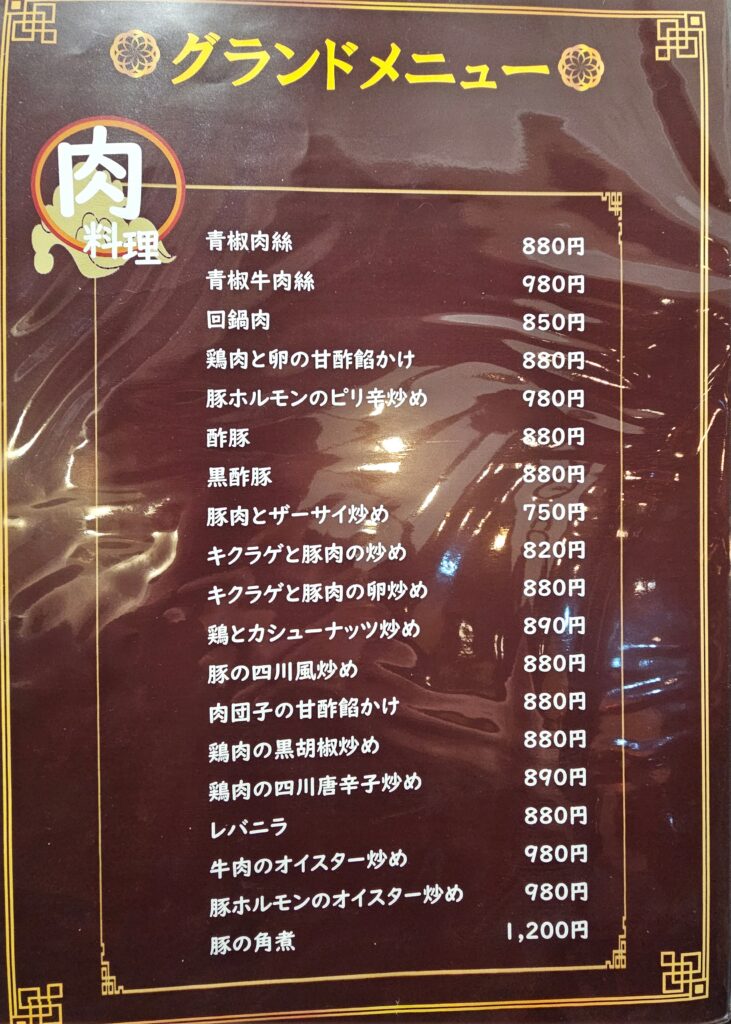 グランドメニュー
肉
料理
青椒肉絲 880円
青椒牛肉絲 980円
回鍋肉 850円
鶏肉と卵の甘酢餡かけ 880円
豚ホルモンのピリ辛炒め 980円
酢豚 880円
黒酢豚 880円
豚肉とザーサイ炒め 750円
キクラゲと豚肉の炒め 820円
キクラゲと豚肉の卵炒め 880円
鶏とカシューナッツ炒め 890円
豚の四川風炒め 880円
肉団子の甘酢餡かけ 880円
鶏肉の黒胡椒炒め 880円
鶏肉の四川唐辛子炒め 890円
レバニラ 880円
牛肉のオイスター炒め 980円
豚ホルモンのオイスター炒め 980円
豚の角煮 1,200円